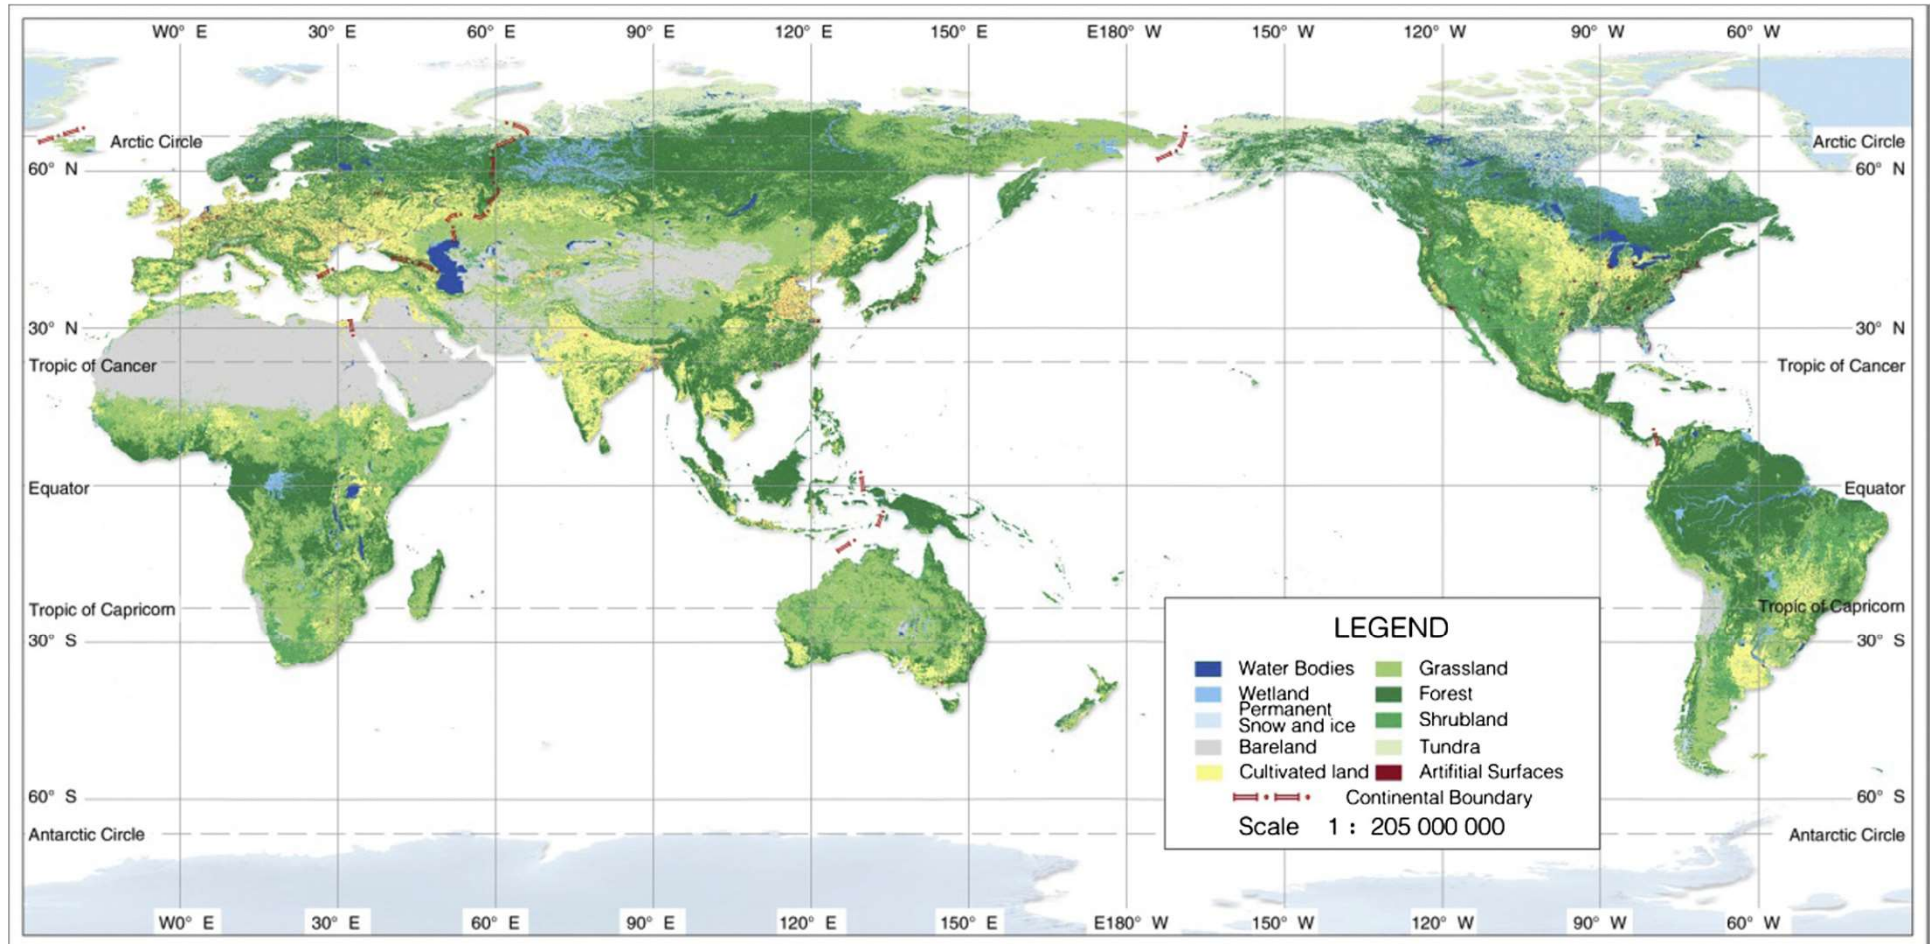 W0° E 30° E 60° E 90° E 120° E 150° E E180° W 150° W 120° W 90° W 60° W
Arctic Circle Arctic Circle
60° N 60° N
30° N 30° N
Tropic of Cancer Tropic of Cancer
Equator Equator
Tropic of Capricorn Tropic of Capricorn
30° S 30° S
LEGEND
Water Bodies Grassland
Wetland Forest
Permanent
Snow and ice Shrubland
Bareland Tundra
Cultivated land Artifitial Surfaces
Continental Boundary
Scale 1 : 205 000 000
60° S 60° S
Antarctic Circle Antarctic Circle
W0° E 30° E 60° E 90° E 120° E 150° E E180° W 150° W 120° W 90° W 60° W